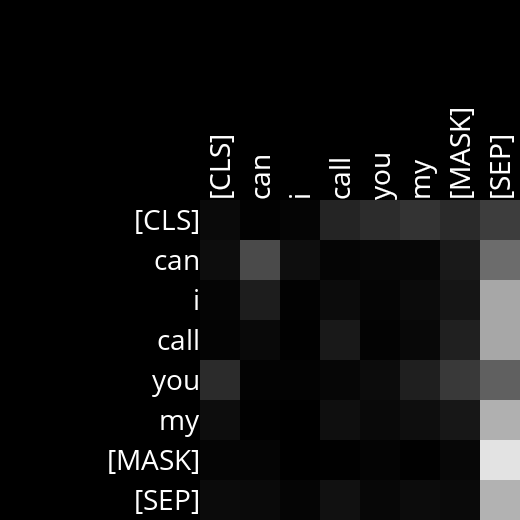 [CLS] can i call you my [MASK] [SEP]
[CLS]
can
i
call
you
my
[MASK]
[SEP]